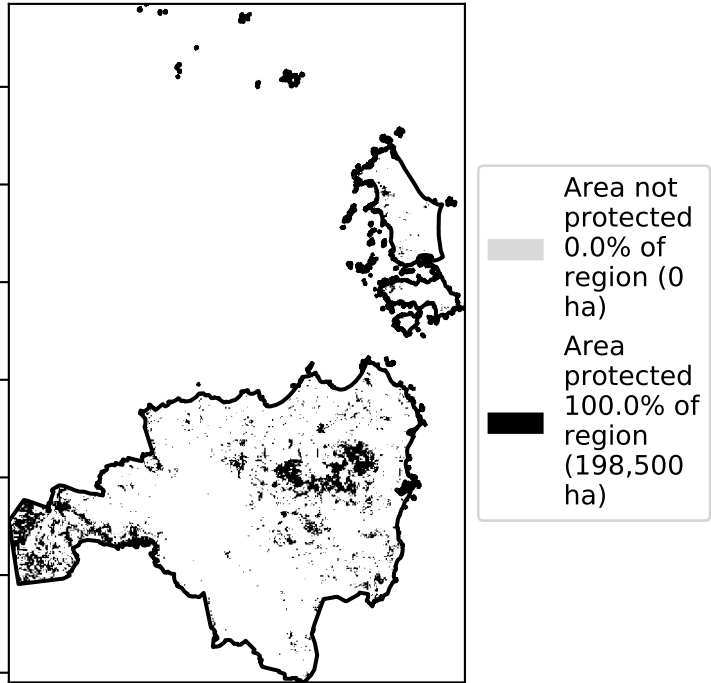 Area not
protected
0.0% of
region (0
ha)
Area
protected
100.0% of
region
(198,500
ha)